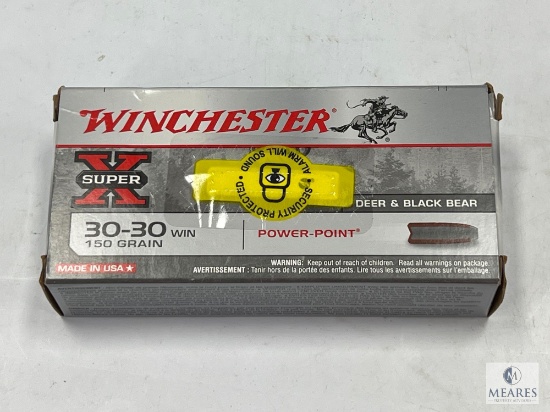 WINCHESTER
X
SUPER
ALARM WILL SOUND
SECURITY PROTECTED
DEER & BLACK BEAR
30-30 WIN
150 GRAIN
POWER-POINT®
MADE IN USA★
WARNING: Keep out of reach of children. Read all warnings on package.
AVERTISSEMENT : Tenir hors de la portée des enfants. Lire tous les avertissements sur l'emballage.
M
MEARES